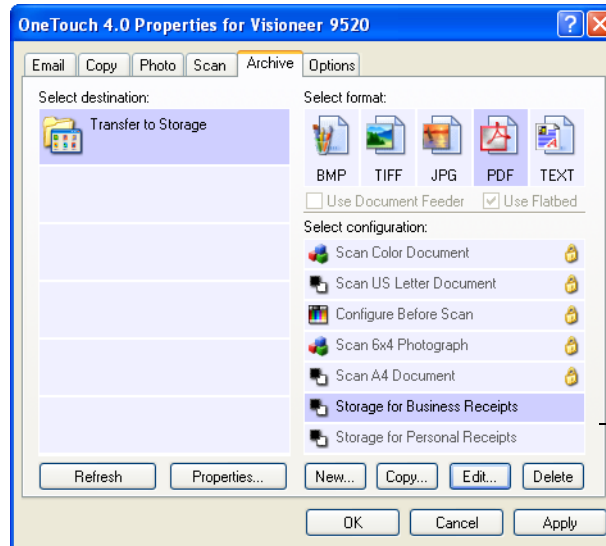 OneTouch 4.0 Properties for Visioneer 9520
Email Copy Photo Scan Archive Options
Select destination:
Transfer to Storage
Select format:
BMP TIFF JPG PDF TEXT
Use Document Feeder Use Flatbed
Select configuration:
Scan Color Document
Scan US Letter Document
Configure Before Scan
Scan 6x4 Photograph
Scan A4 Document
Storage for Business Receipts
Storage for Personal Receipts
Refresh Properties... New... Copy... Edit... Delete
OK Cancel Apply